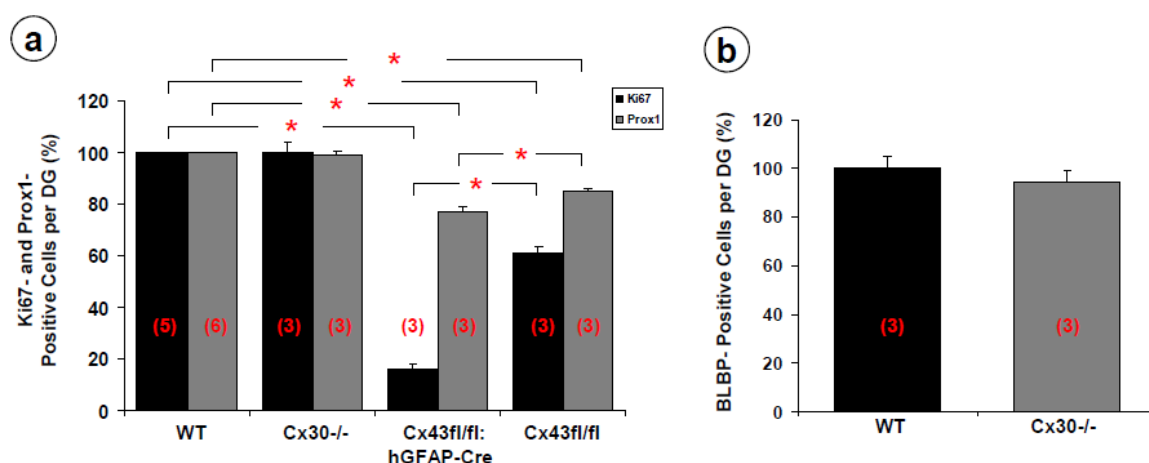 a
* * * * * *
Ki67- and Prox1-
Positive Cells per DG (%)
120
100
80
60
40
20
0
Ki67
Prox1
(5) (6) (3) (3) (3) (3) (3) (3)
WT Cx30-/- Cx43fl/fl: Cx43fl/fl
hGFAP-Cre
b
BLBP- Positive Cells per DG (%)
120
100
80
60
40
20
0
(3) (3)
WT Cx30-/-